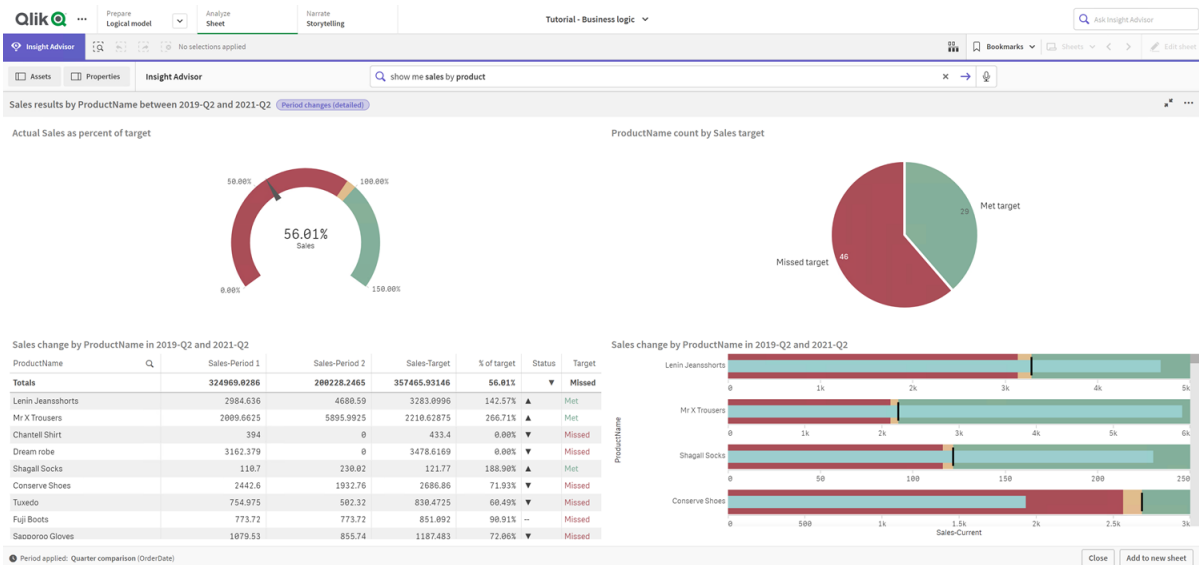 Qlik
Prepare
Logical model
Analyze
Sheet
Narrate
Storytelling
Tutorial - Business logic
Ask Insight Advisor
Insight Advisor
No selections applied
Bookmarks
Sheets
Edit sheet
Assets
Properties
Insight Advisor
show me sales by product
Sales results by ProductName between 2019-Q2 and 2021-Q2 Period changes (detailed)
Actual Sales as percent of target
50.00%
100.00%
56.01%
Sales
0.00%
150.00%
ProductName count by Sales target
29
Met target
46
Missed target
Sales change by ProductName in 2019-Q2 and 2021-Q2
ProductName Sales-Period 1 Sales-Period 2 Sales-Target % of target Status Target
Totals 324969.0286 200228.2465 357465.93146 56.01% ▼ Missed
Lenin Jeansshorts 2984.636 4680.59 3283.0996 142.57% ▲ Met
Mr X Trousers 2009.6625 5895.9925 2210.62875 266.71% ▲ Met
Chantell Shirt 394 0 433.4 0.00% ▼ Missed
Dream robe 3162.379 0 3478.6169 0.00% ▼ Missed
Shagall Socks 110.7 230.02 121.77 188.90% ▲ Met
Conserve Shoes 2442.6 1932.76 2686.86 71.93% ▼ Missed
Tuxedo 754.975 502.32 830.4725 60.49% ▼ Missed
Fuji Boots 773.72 773.72 851.092 90.91% -- Missed
Sapporoo Gloves 1079.53 855.74 1187.483 72.06% ▼ Missed
Sales change by ProductName in 2019-Q2 and 2021-Q2
ProductName
Lenin Jeansshorts
0 1k 2k 3k 4k 5k
Mr X Trousers
0 1k 2k 3k 4k 5k 6k
Shagall Socks
0 50 100 150 200 250
Conserve Shoes
0 500 1k 1.5k 2k 2.5k 3k
Sales-Current
Period applied: Quarter comparison (OrderDate)
Close
Add to new sheet